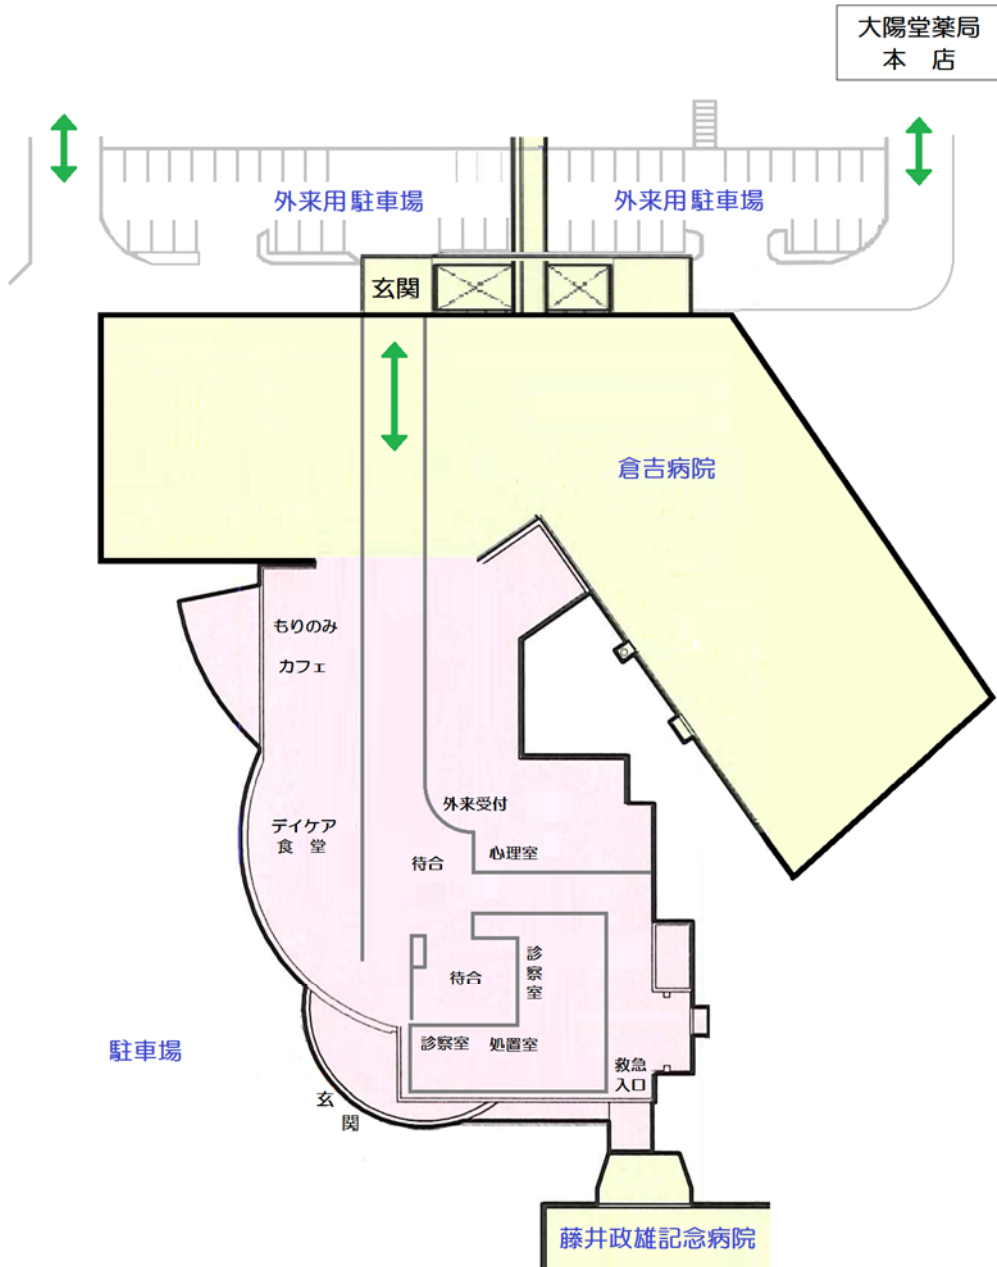 大陽堂薬局
本　店
外来用駐車場
外来用駐車場
玄関
倉吉病院
もりのみ
カフェ
外来受付
デイケア
食　堂
心理室
待合
診
察
室
待合
診察室
処置室
駐車場
救急
入口
玄
関
藤井政雄記念病院